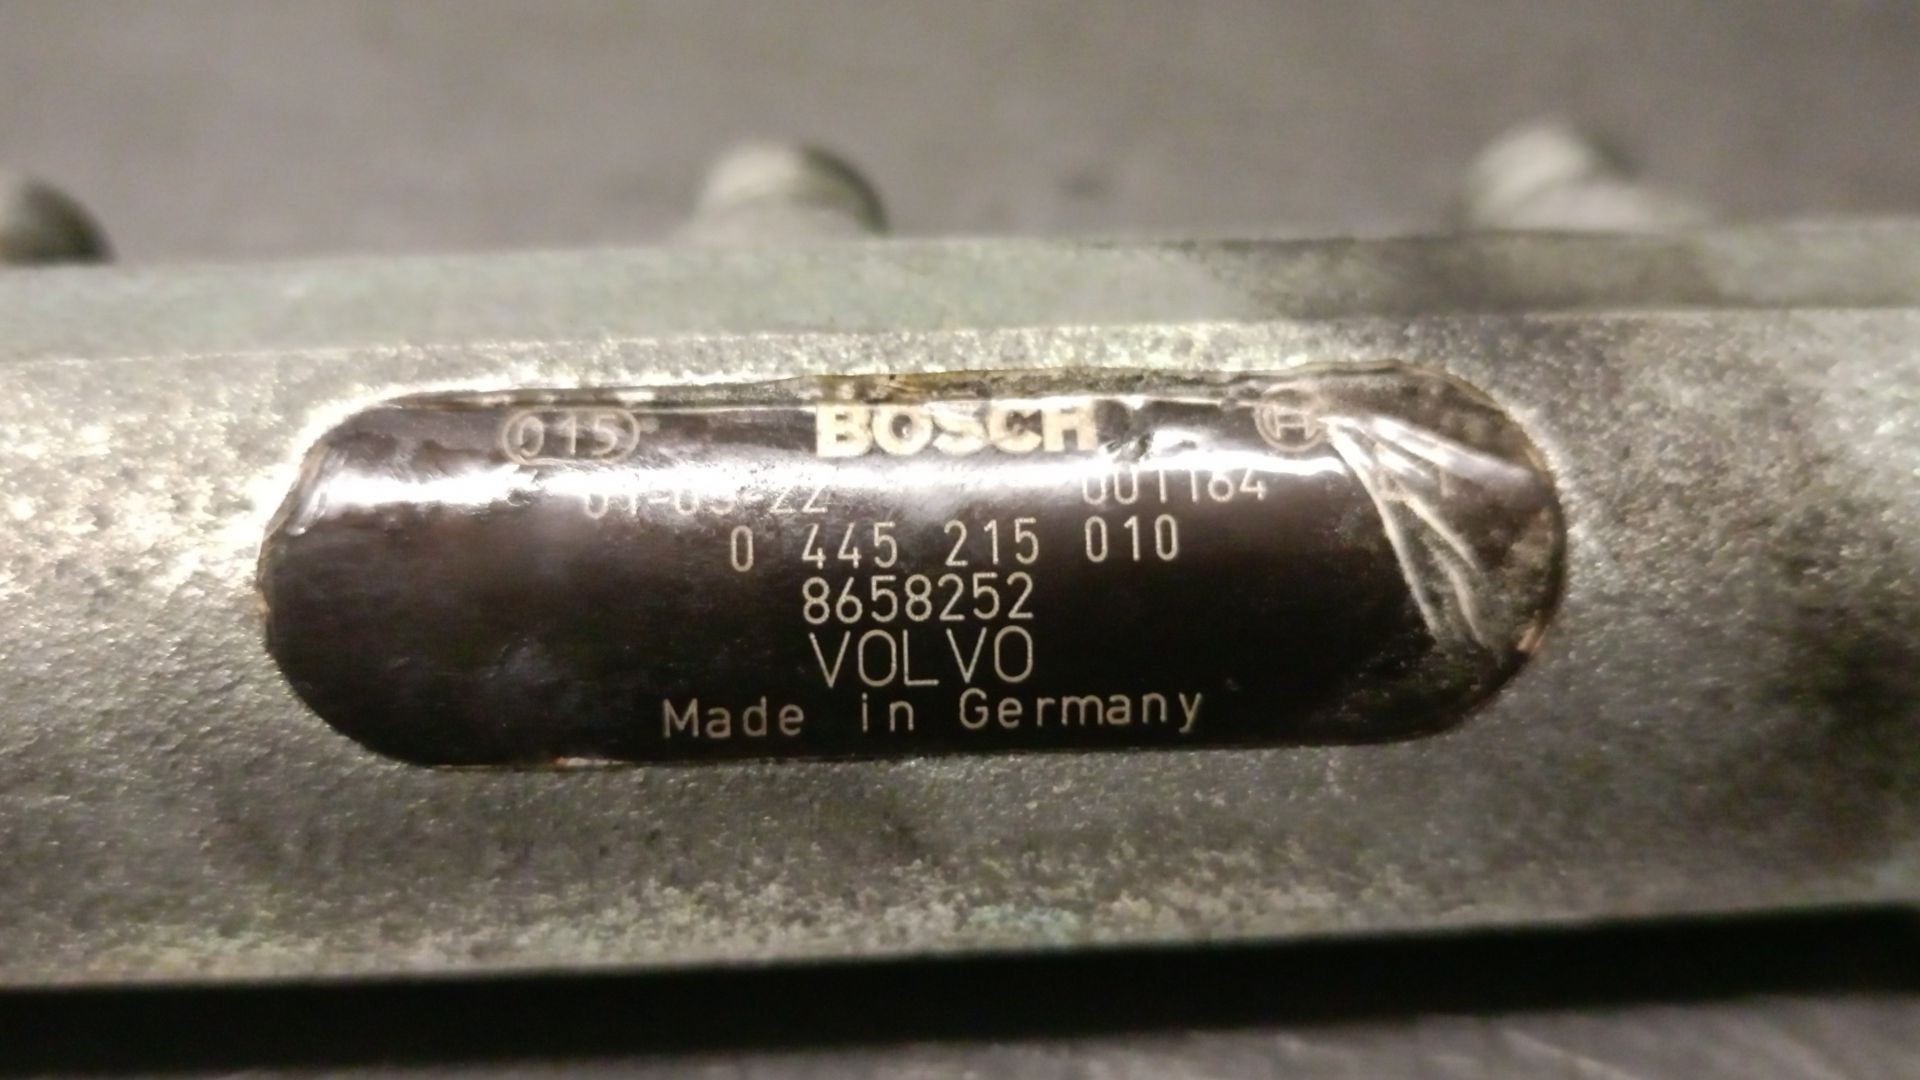 015 BOSCH H
001164
0 445 215 010
8658252
VOLVO
Made in Germany